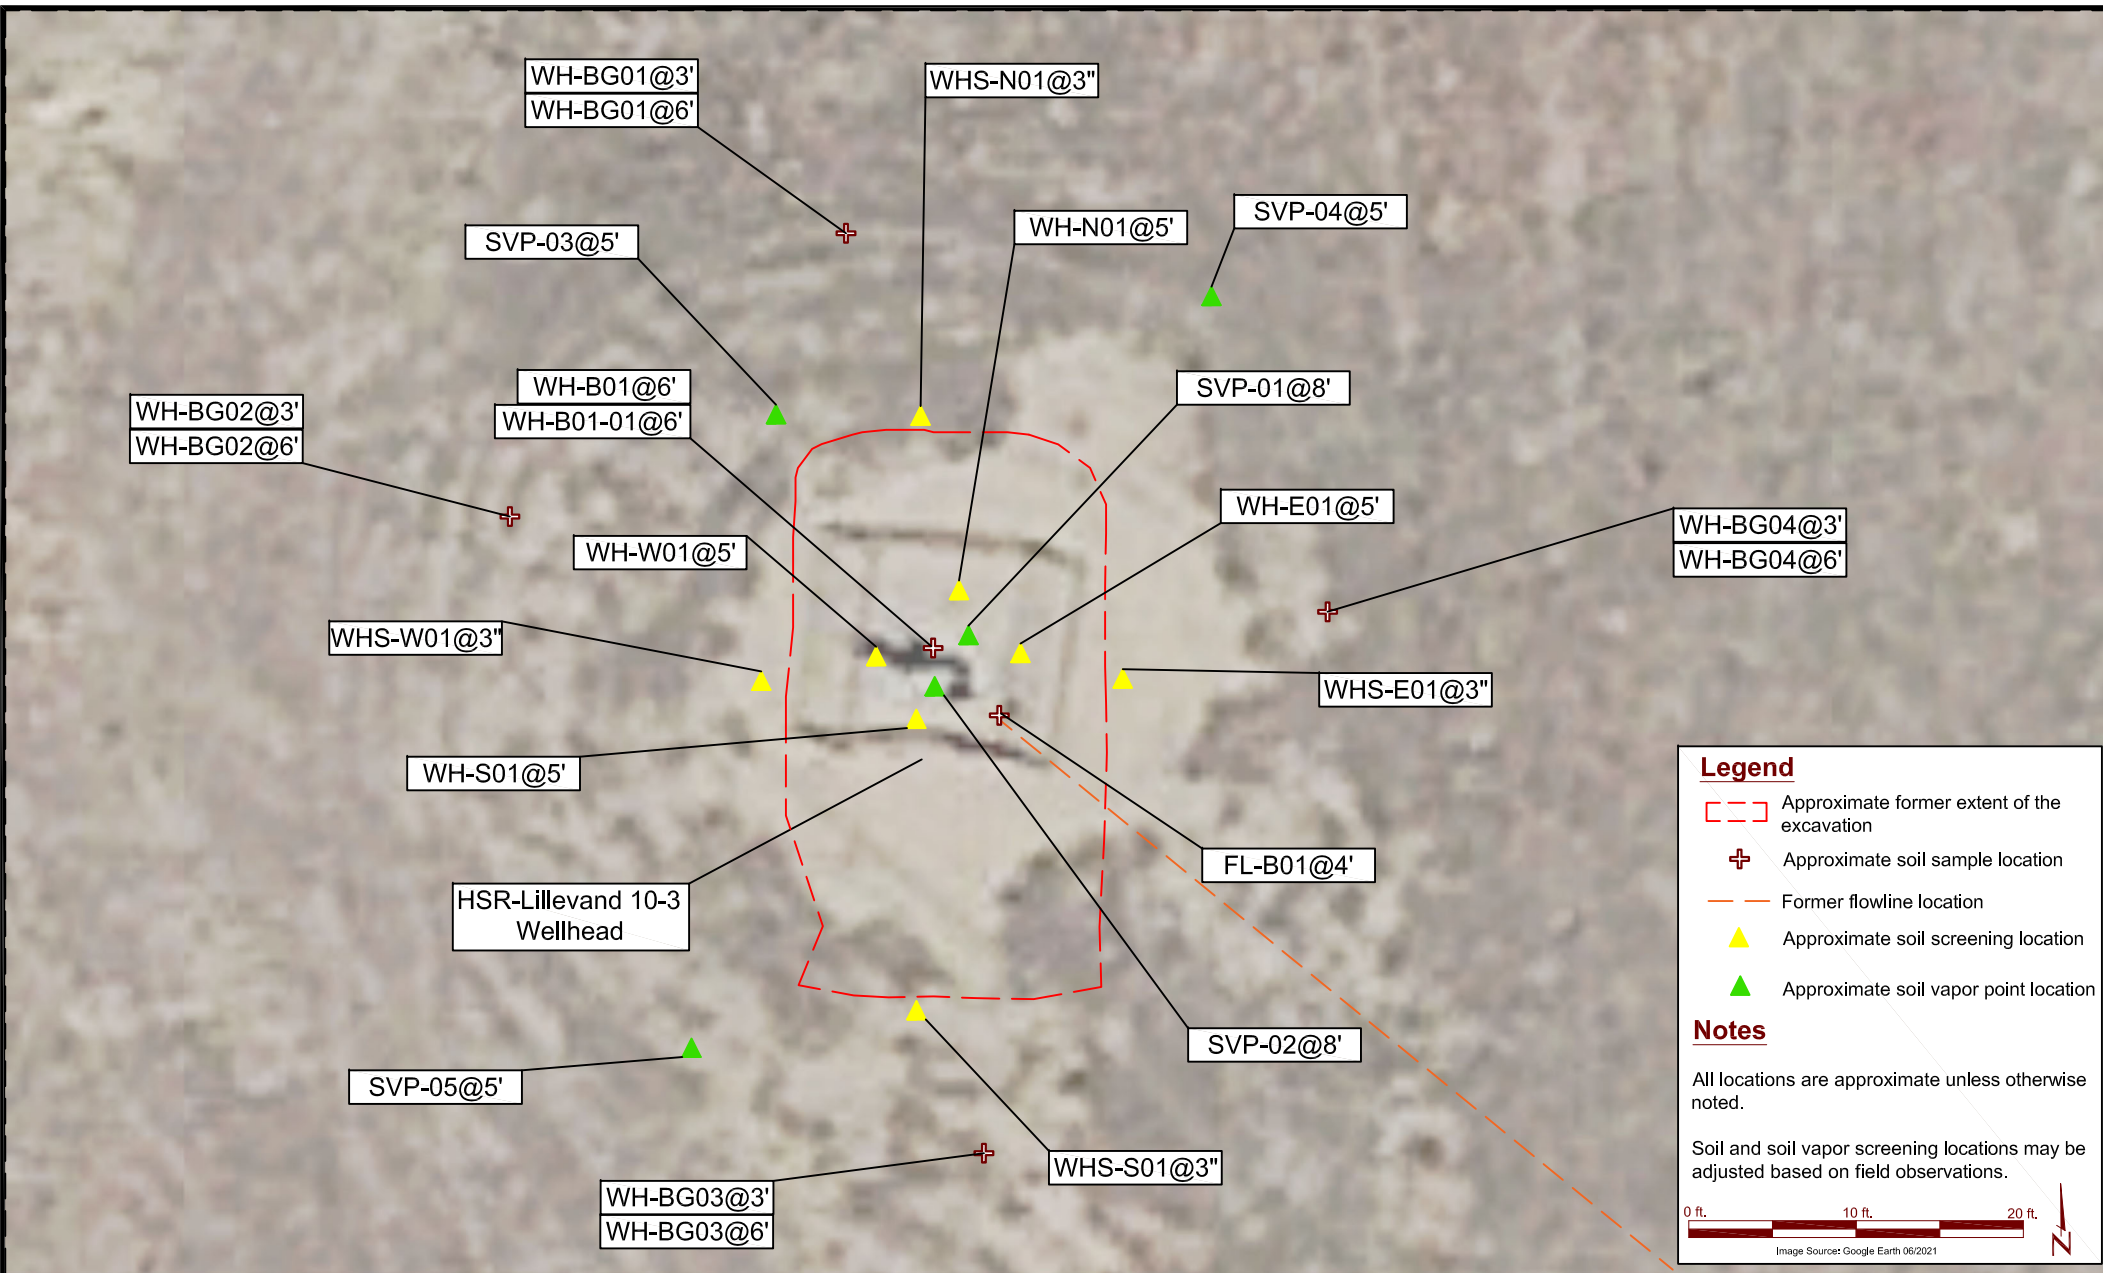 WH-BG01@3'
WH-BG01@6'
WHS-N01@3"
SVP-03@5'
WH-N01@5'
SVP-04@5'
WH-B01@6'
WH-B01-01@6'
SVP-01@8'
WH-BG02@3'
WH-BG02@6'
WH-W01@5'
WH-E01@5'
WH-BG04@3'
WH-BG04@6'
WHS-W01@3"
WHS-E01@3"
WH-S01@5'
FL-B01@4'
HSR-Lillevand 10-3
Wellhead
SVP-02@8'
SVP-05@5'
WHS-S01@3"
WH-BG03@3'
WH-BG03@6'
Legend
Approximate former extent of the
excavation
Approximate soil sample location
Former flowline location
Approximate soil screening location
Approximate soil vapor point location
Notes
All locations are approximate unless otherwise
noted.
Soil and soil vapor screening locations may be
adjusted based on field observations.
0 ft. 10 ft. 20 ft.
Image Source: Google Earth 06/2021
N